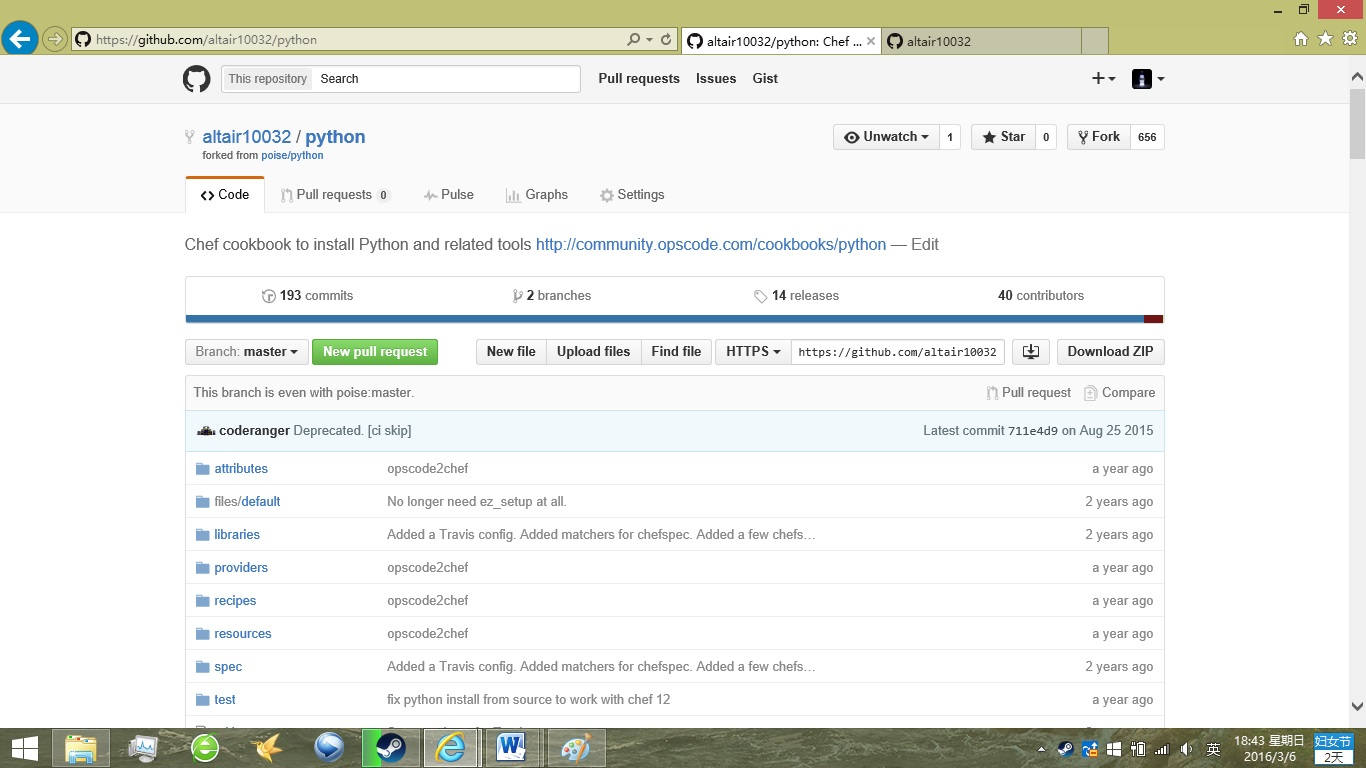 https://github.com/altair10032/python
altair10032/python: Chef ...
altair10032
This repository Search
Pull requests Issues Gist
altair10032 / python
forked from poise/python
Unwatch 1 Star 0 Fork 656
Code Pull requests 0 Pulse Graphs Settings
Chef cookbook to install Python and related tools http://community.opscode.com/cookbooks/python — Edit
193 commits 2 branches 14 releases 40 contributors
Branch: master New pull request New file Upload files Find file HTTPS https://github.com/altair10032 Download ZIP
This branch is even with poise:master. Pull request Compare
coderanger Deprecated. [ci skip] Latest commit 711e4d9 on Aug 25 2015
attributes opscode2chef a year ago
files/default No longer need ez_setup at all. 2 years ago
libraries Added a Travis config. Added matchers for chefspec. Added a few chefs… 2 years ago
providers opscode2chef a year ago
recipes opscode2chef a year ago
resources opscode2chef a year ago
spec Added a Travis config. Added matchers for chefspec. Added a few chefs… 2 years ago
test fix python install from source to work with chef 12 a year ago
英
18:43 星期日
2016/3/6
妇女节
2天